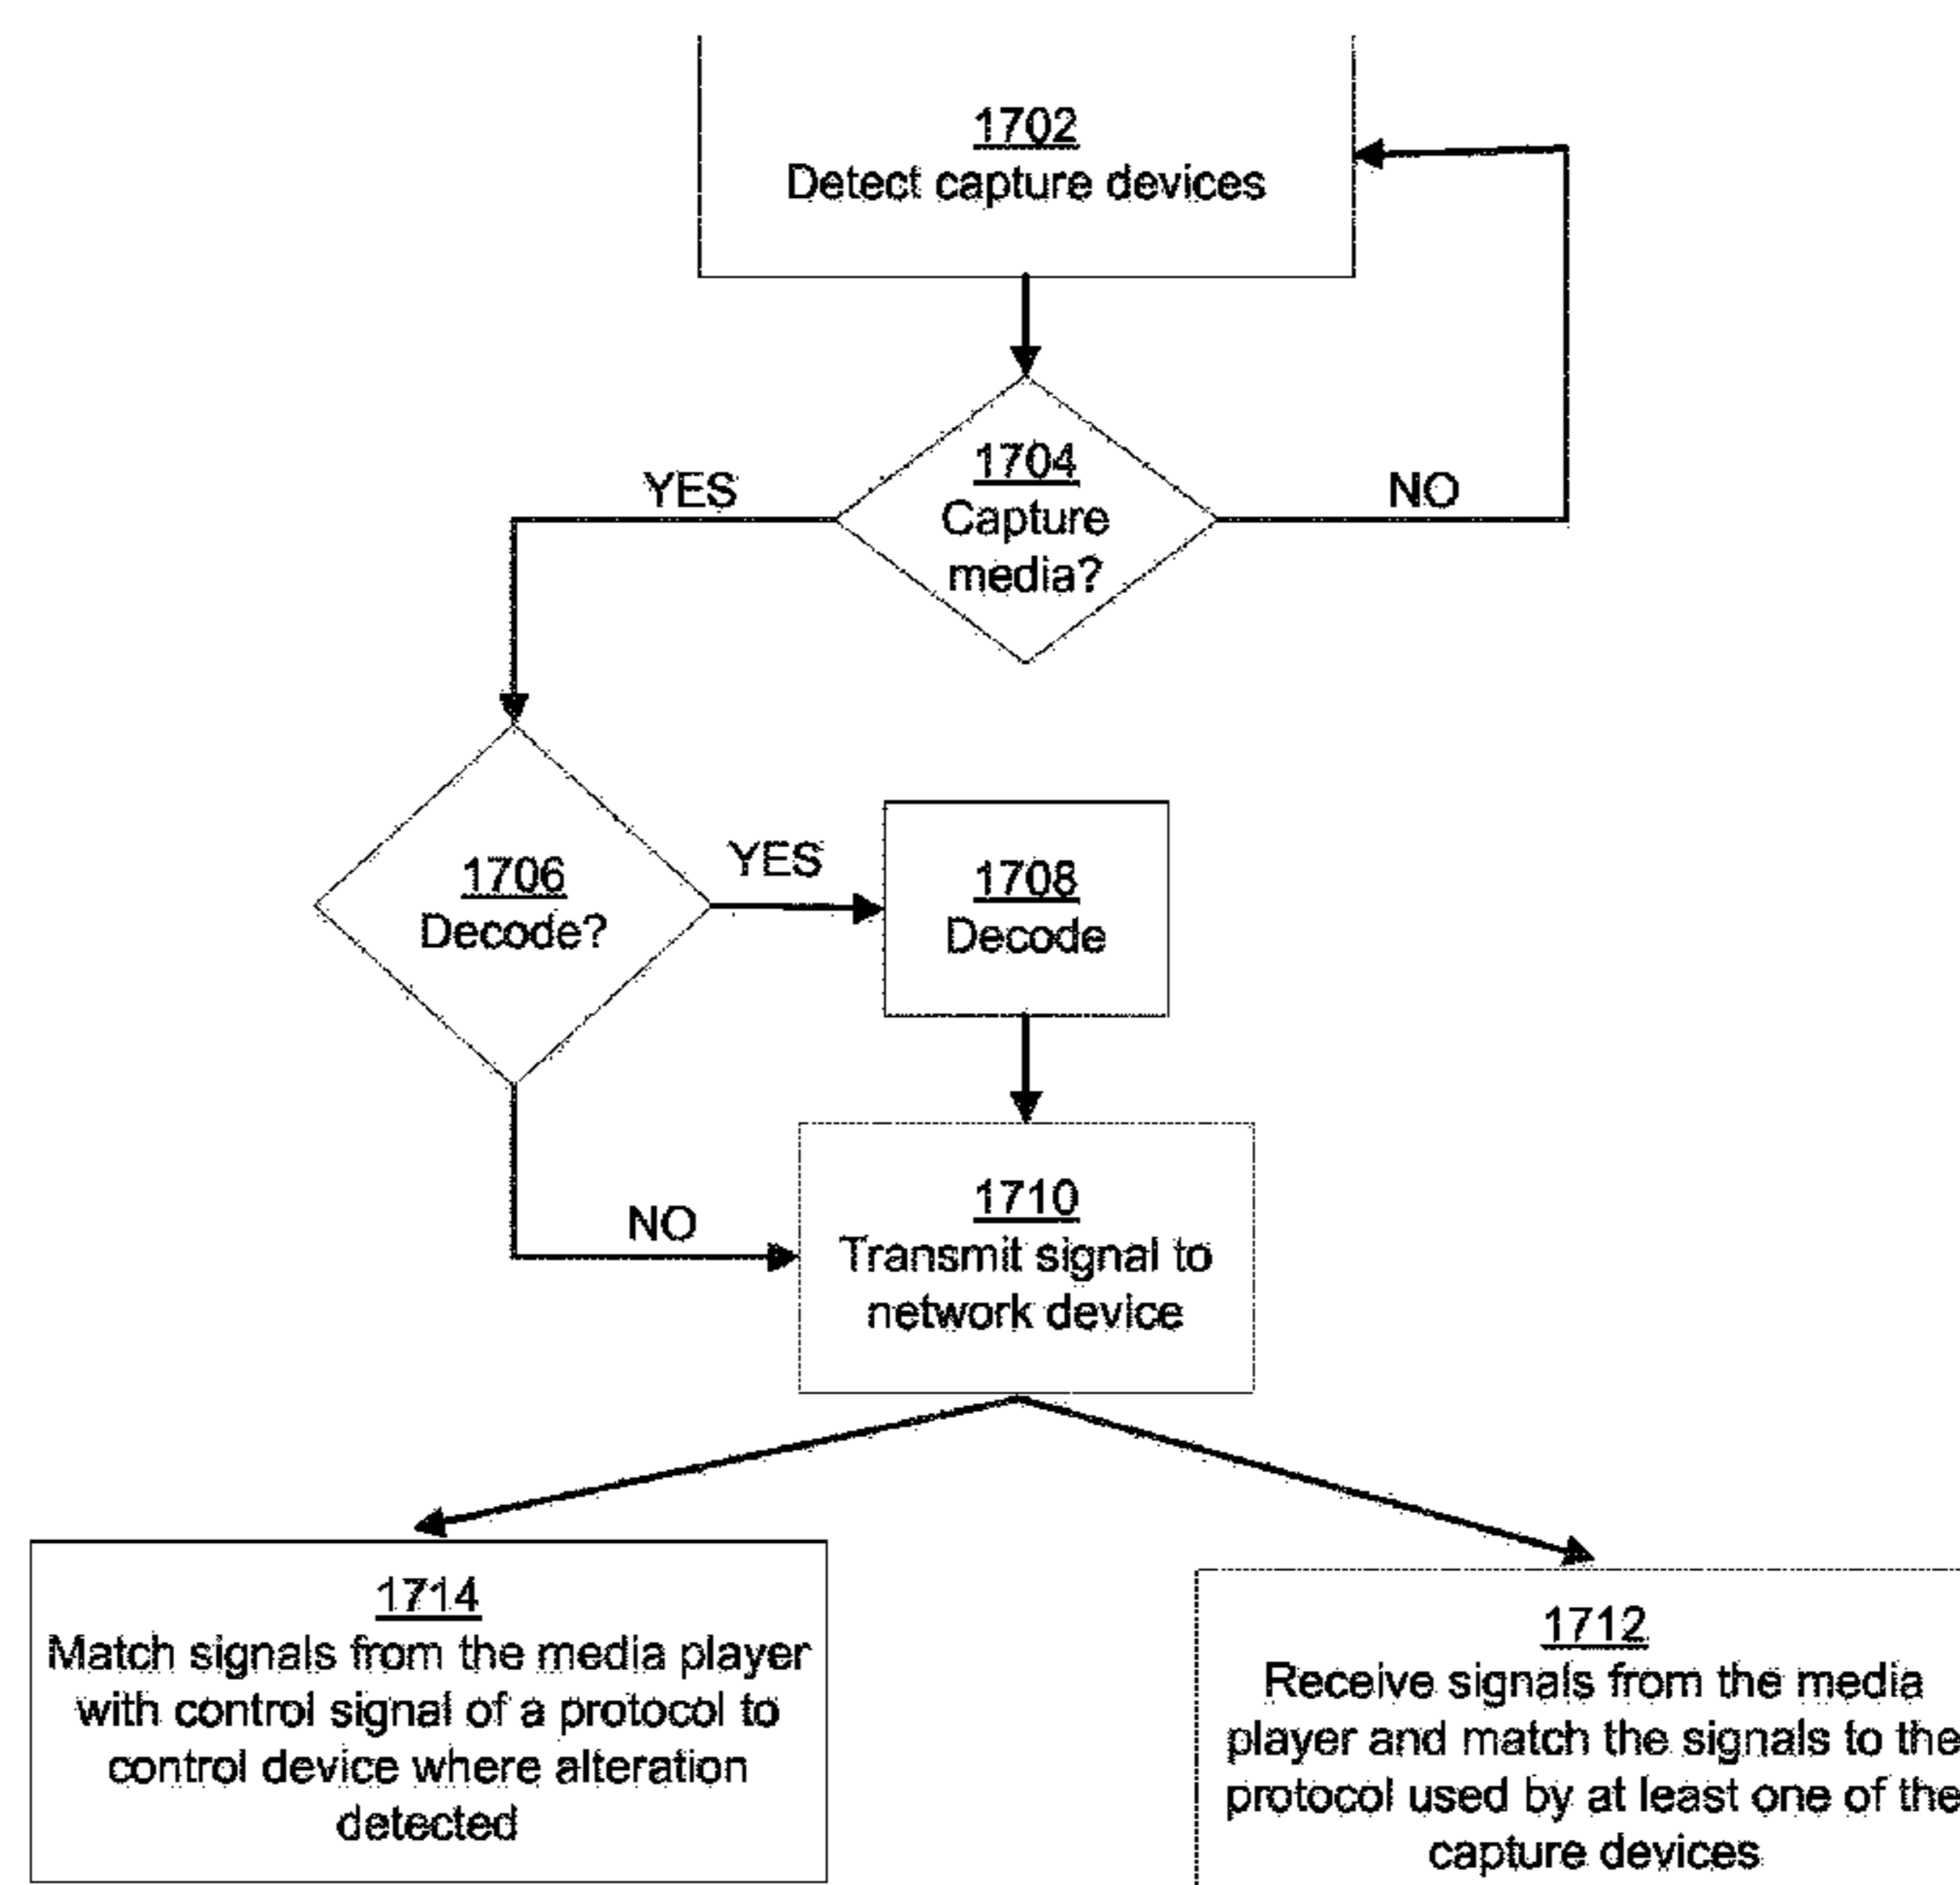 1702
Detect capture devices
1704
Capture
media?
YES
NO
1706
Decode?
YES
1708
Decode
NO
1710
Transmit signal to
network device
1714
Match signals from the media player
with control signal of a protocol to
control device where alteration
detected
1712
Receive signals from the media
player and match the signals to the
protocol used by at least one of the
capture devices